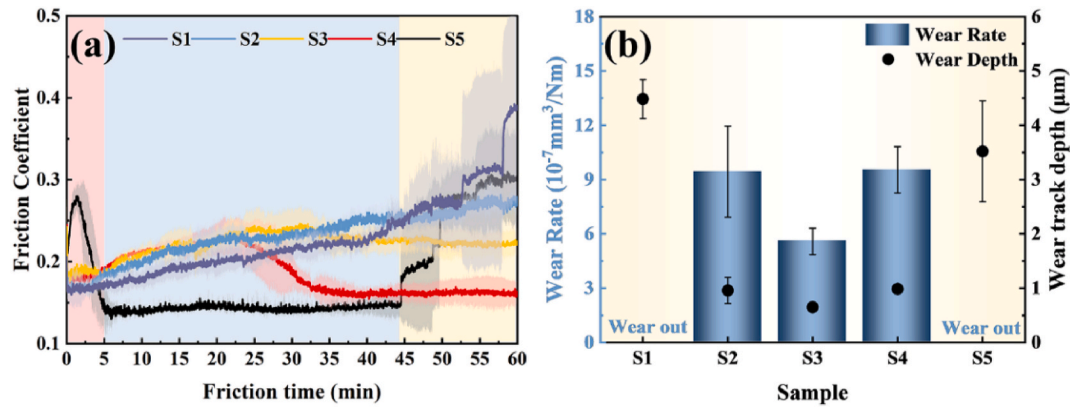 (a)
S1 S2 S3 S4 S5
0.5
0.4
0.3
0.2
0.1
Friction Coefficient
0 5 10 15 20 25 30 35 40 45 50 55 60
Friction time (min)
(b)
Wear Rate
Wear Depth
18
15
12
9
6
3
0
Wear Rate (10⁻⁷mm³/Nm)
6
5
4
3
2
1
0
Wear track depth (μm)
Wear out
Wear out
S1 S2 S3 S4 S5
Sample